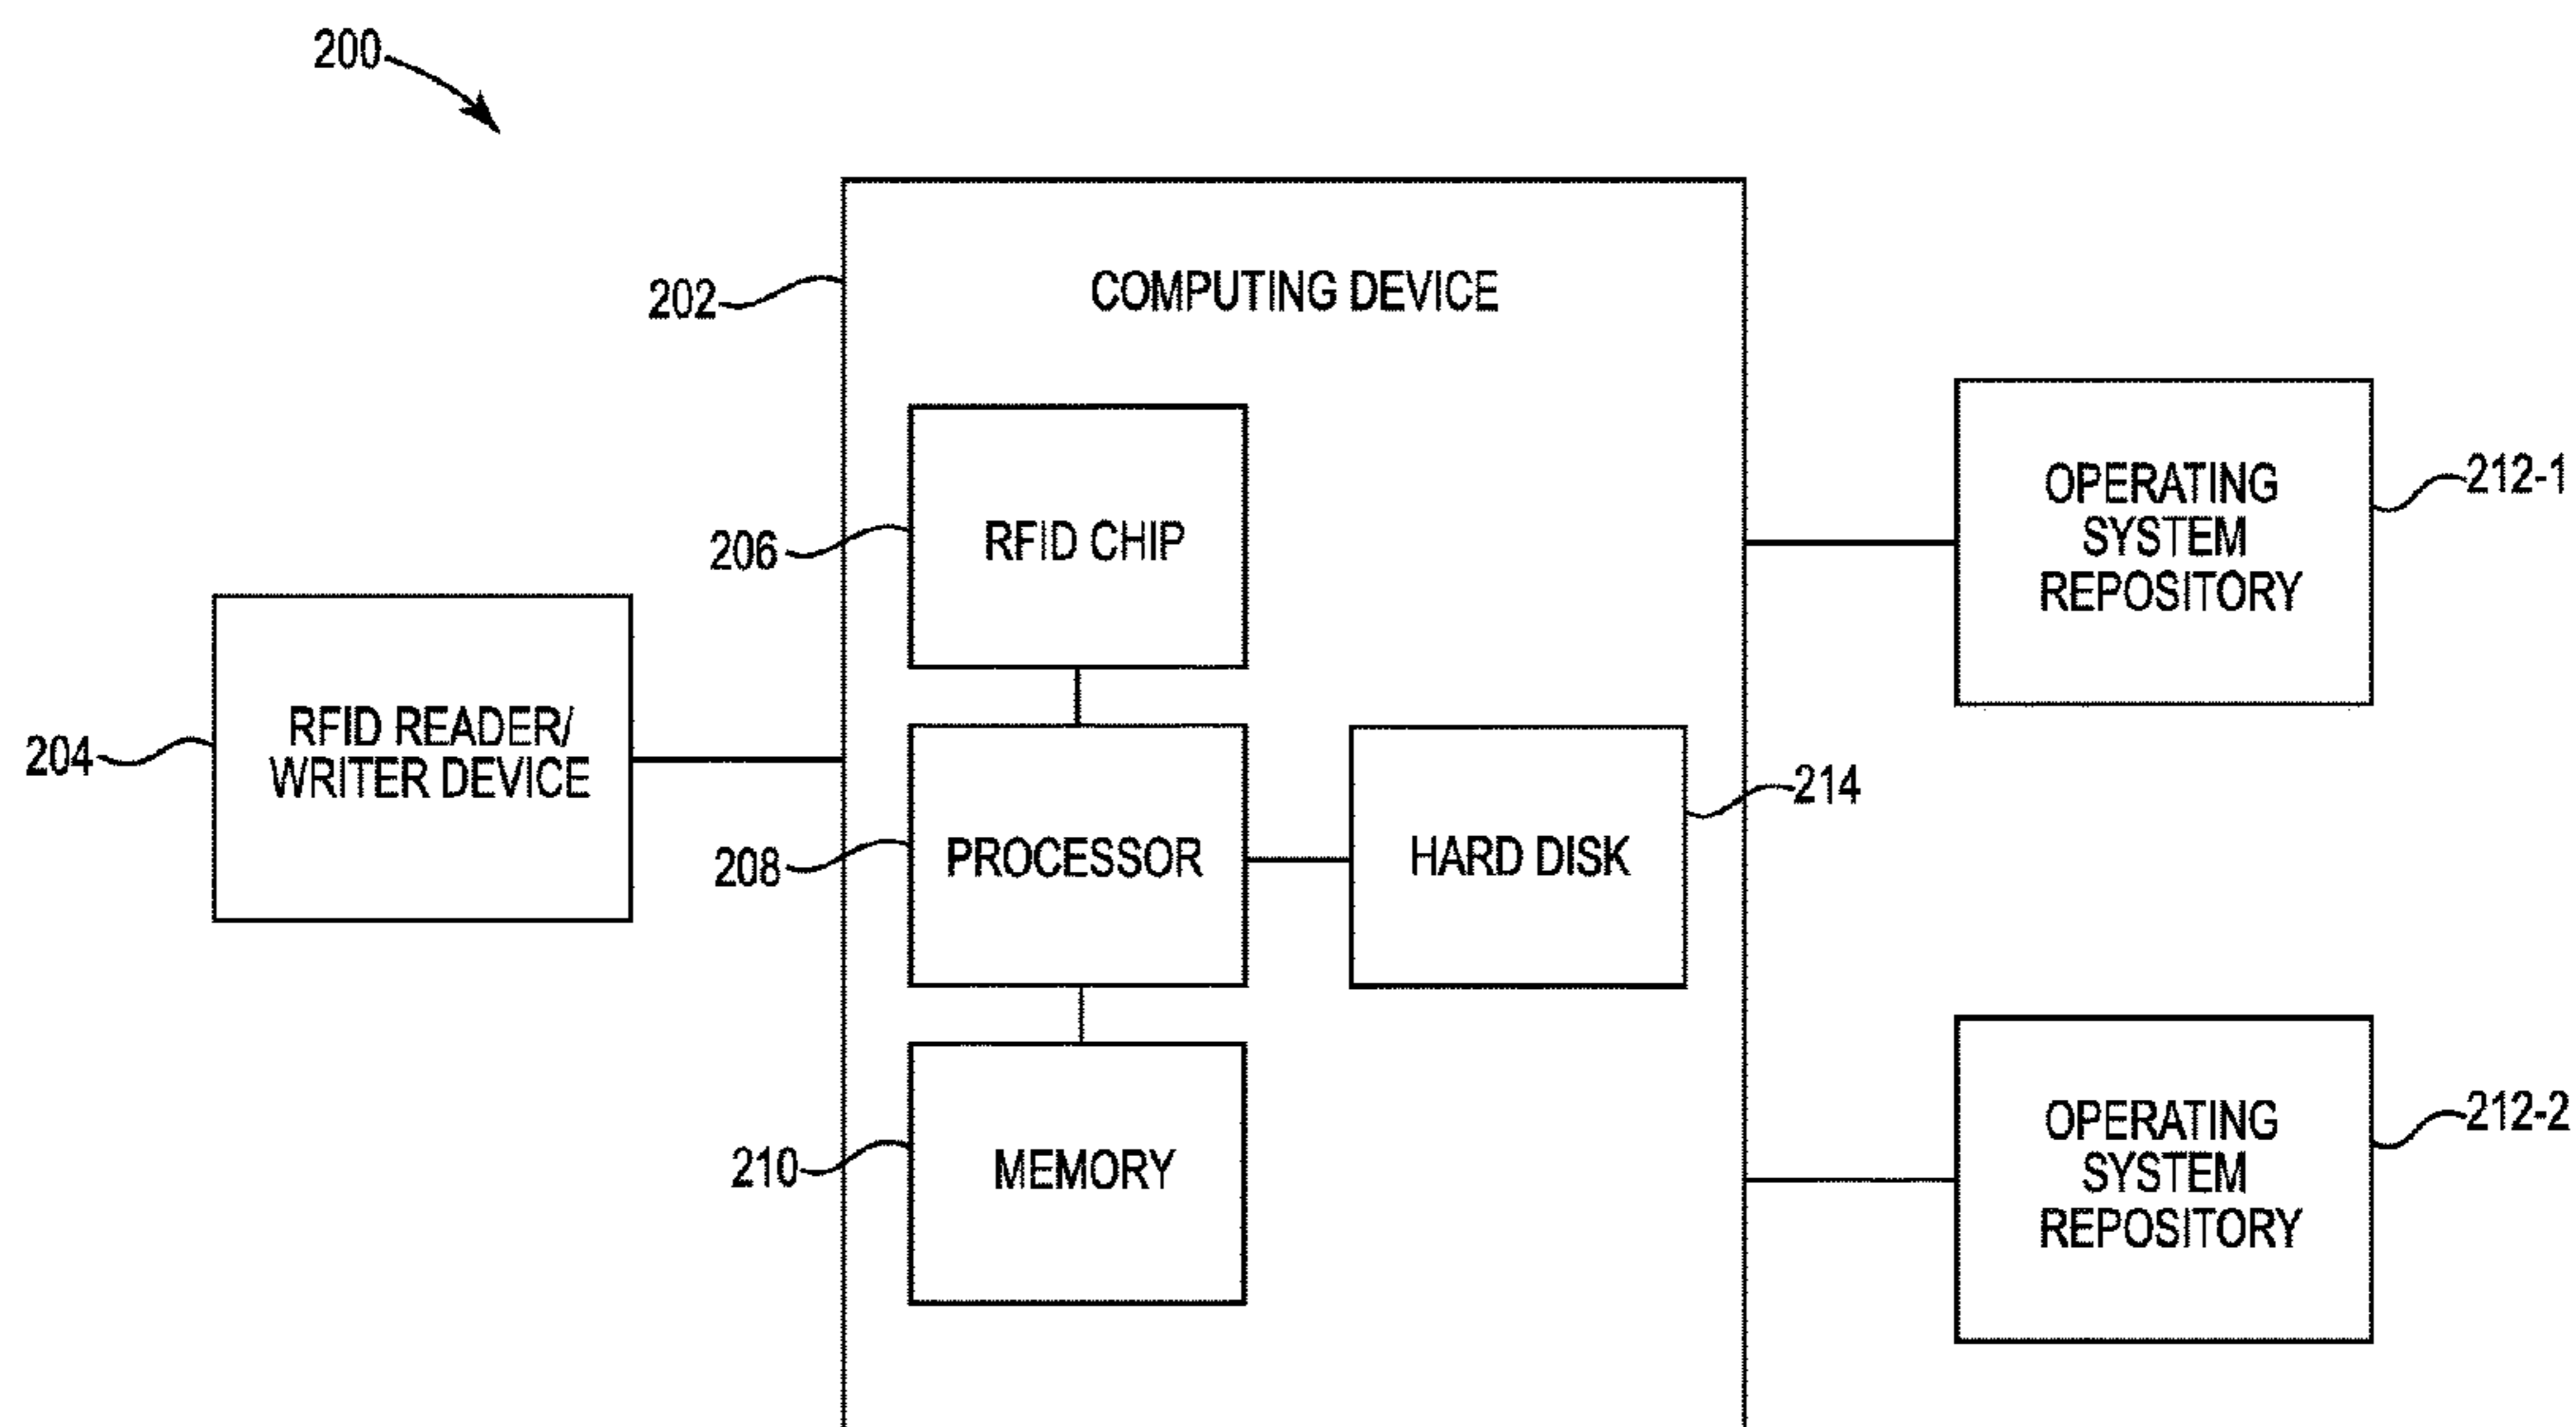 200
202
COMPUTING DEVICE
206
RFID CHIP
OPERATING
SYSTEM
REPOSITORY
212-1
204
RFID READER/
WRITER DEVICE
208
PROCESSOR
HARD DISK
214
210
MEMORY
OPERATING
SYSTEM
REPOSITORY
212-2